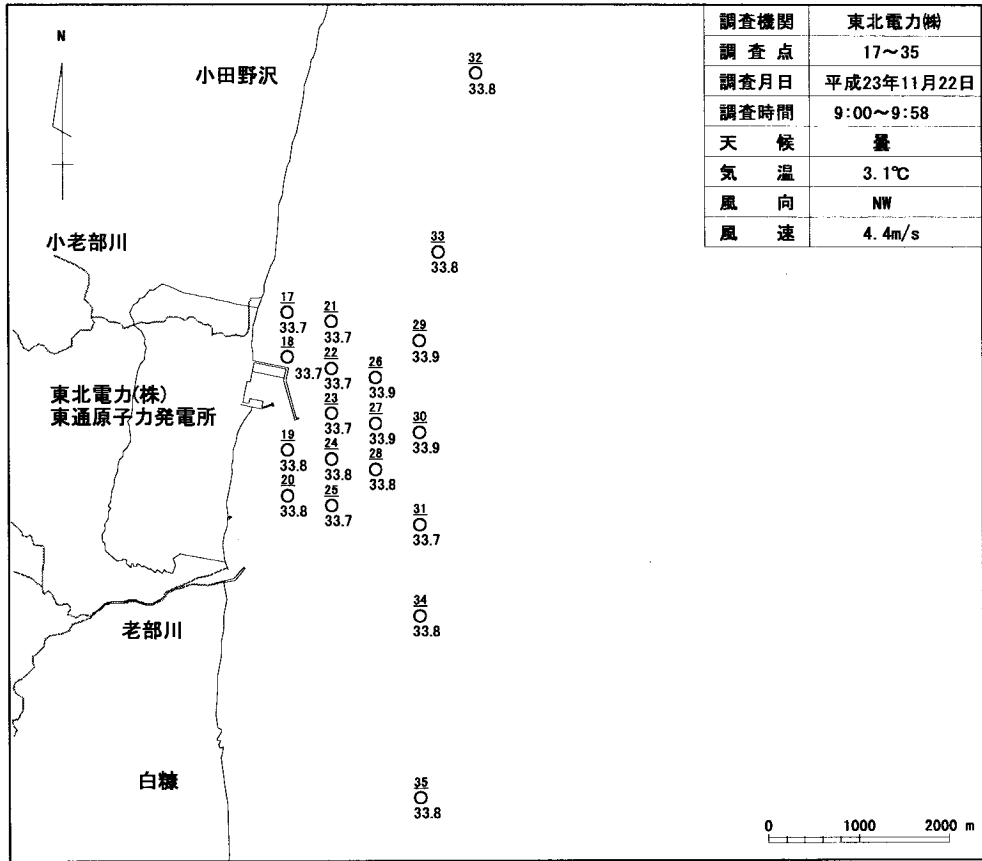 調査機関 東北電力㈱
調査点 17～35
調査月日 平成23年11月22日
調査時間 9:00～9:58
天候 曇
気温 3.1℃
風向 NW
風速 4.4m/s
N
小田野沢
32
33.8
小老部川
33
33.8
17
33.7
21
33.7
18
33.7
29
33.9
22
33.7
26
33.9
東北電力(株)
東通原子力発電所
23
33.7
27
33.9
30
33.9
19
33.8
24
33.8
28
33.8
20
33.8
25
33.7
31
33.7
34
33.8
老部川
白糠
35
33.8
0 1000 2000 m